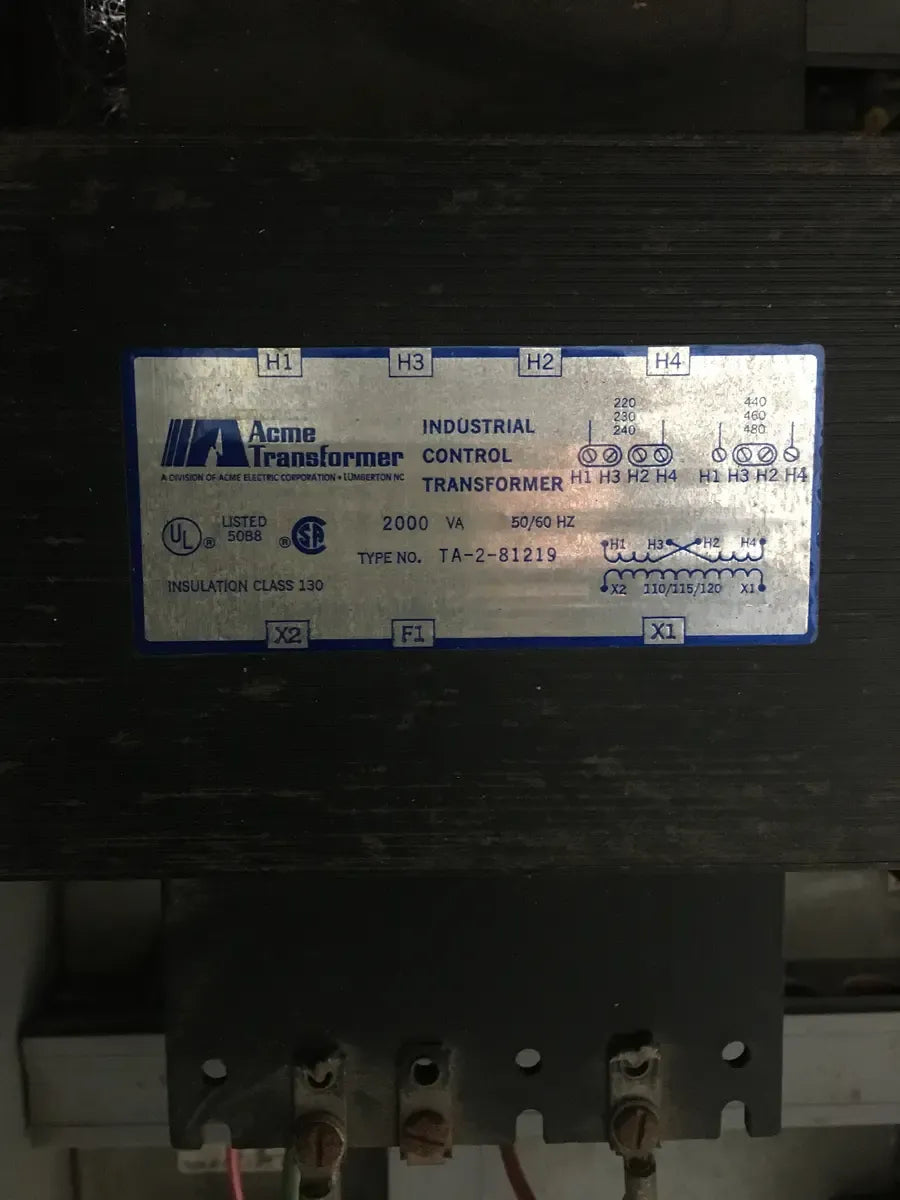 H1 H3 H2 H4
Acme
Transformer
A DIVISION OF ACME ELECTRIC CORPORATION • LUMBERTON NC
INDUSTRIAL
CONTROL
TRANSFORMER
220
230
240
H1 H3 H2 H4
440
460
480
H1 H3 H2 H4
UL ® LISTED
50B8
® SA
2000 VA 50/60 HZ
TYPE NO. TA-2-81219
INSULATION CLASS 130
H1 H3 H2 H4
X2 110/115/120 X1
X2 F1 X1